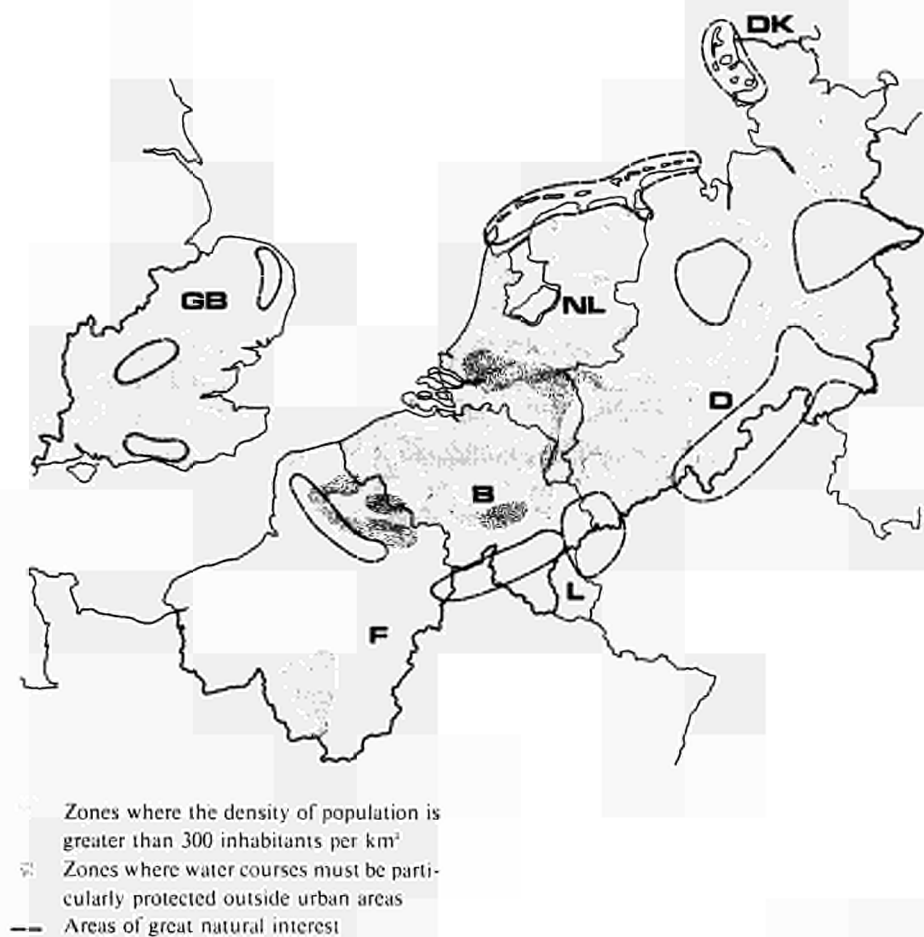 DK
GB
NL
D
B
L
F
Zones where the density of population is
greater than 300 inhabitants per km²
Zones where water courses must be parti-
cularly protected outside urban areas
Areas of great natural interest